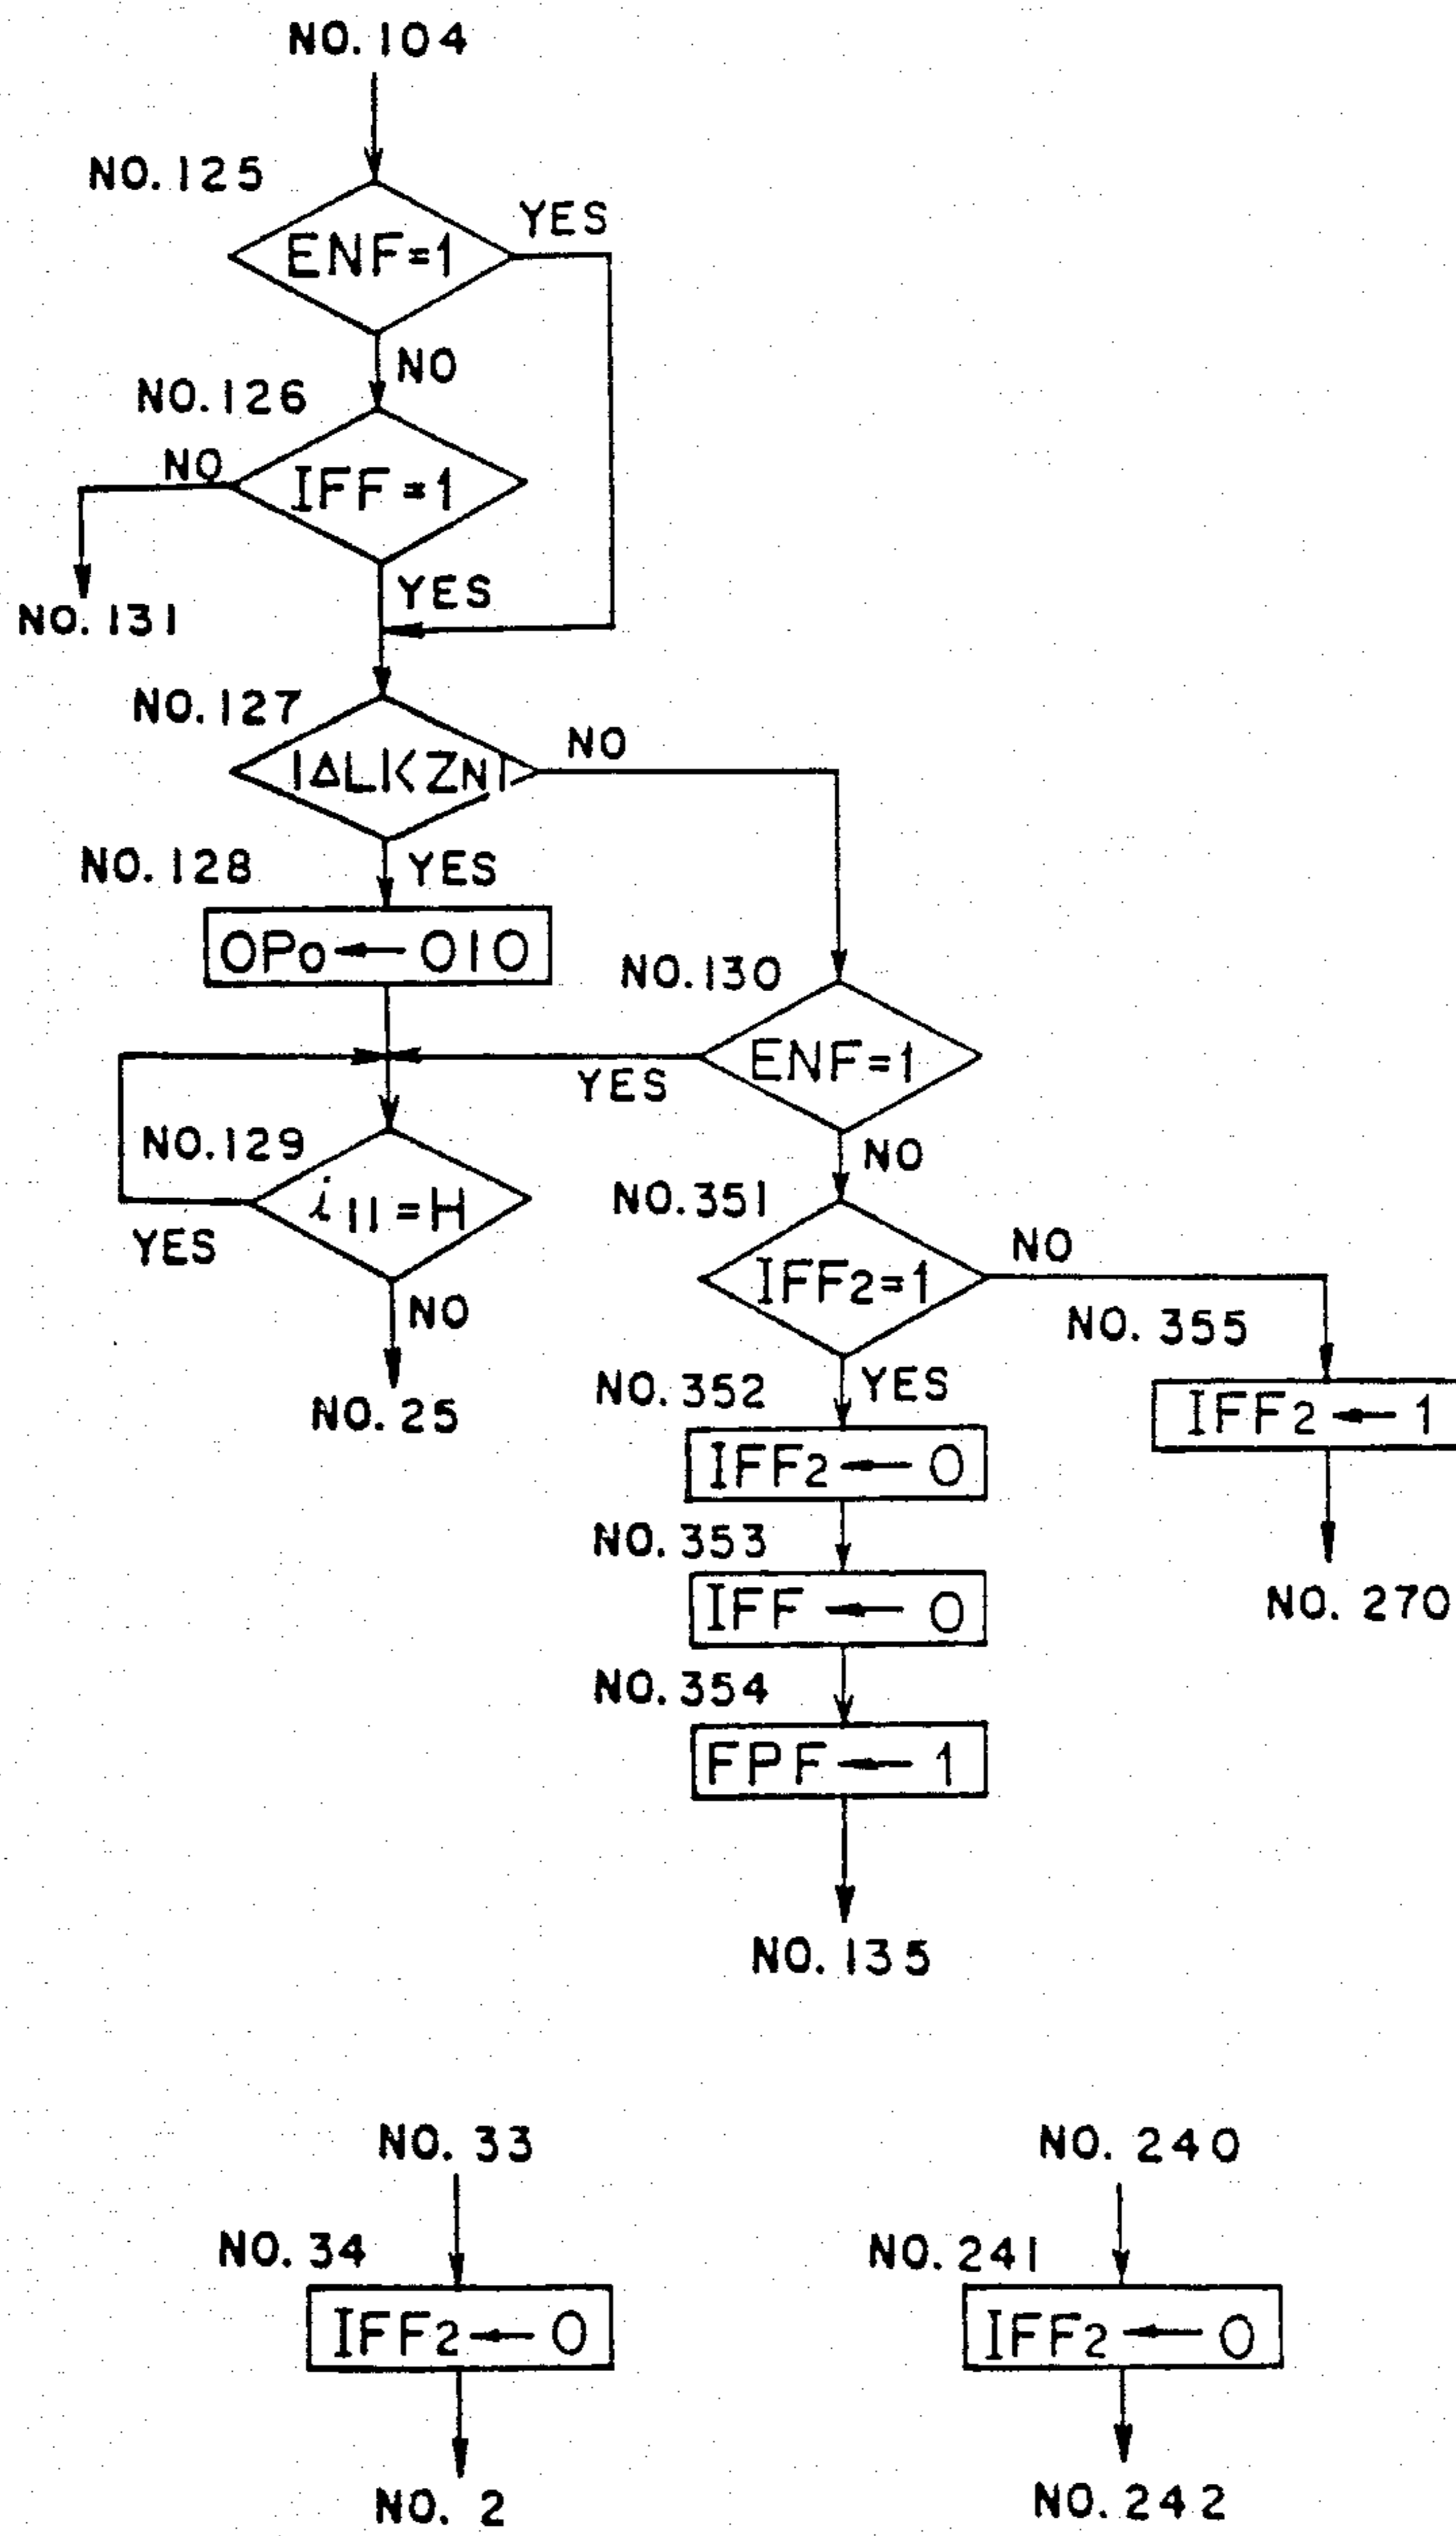 NO. 104
NO. 125
ENF=1
YES
NO
NO. 126
IFF=1
NO
YES
NO. 131
NO. 127
|ΔL|<ZN1
NO
YES
NO. 128
OPo ← 010
NO. 130
ENF=1
YES
NO
NO. 129
i11=H
YES
NO
NO. 25
NO. 351
IFF2=1
NO
YES
NO. 355
IFF2 ← 1
NO. 270
NO. 352
IFF2 ← 0
NO. 353
IFF ← 0
NO. 354
FPF ← 1
NO. 135
NO. 33
NO. 34
IFF2 ← 0
NO. 2
NO. 240
NO. 241
IFF2 ← 0
NO. 242